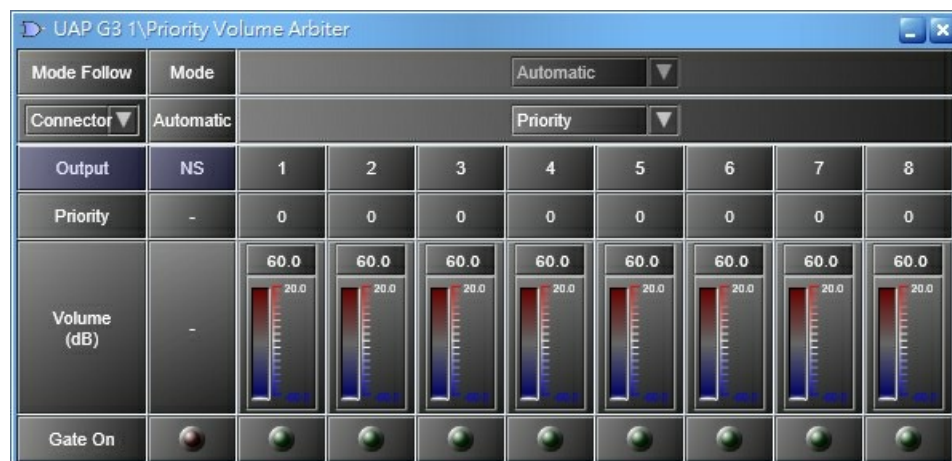 UAP G3 1\Priority Volume Arbiter
Mode Follow Mode Automatic
Connector Automatic Priority
Output NS 1 2 3 4 5 6 7 8
Priority - 0 0 0 0 0 0 0 0
60.0 60.0 60.0 60.0 60.0 60.0 60.0 60.0
20.0 20.0 20.0 20.0 20.0 20.0 20.0 20.0
Volume
(dB) -
Gate On